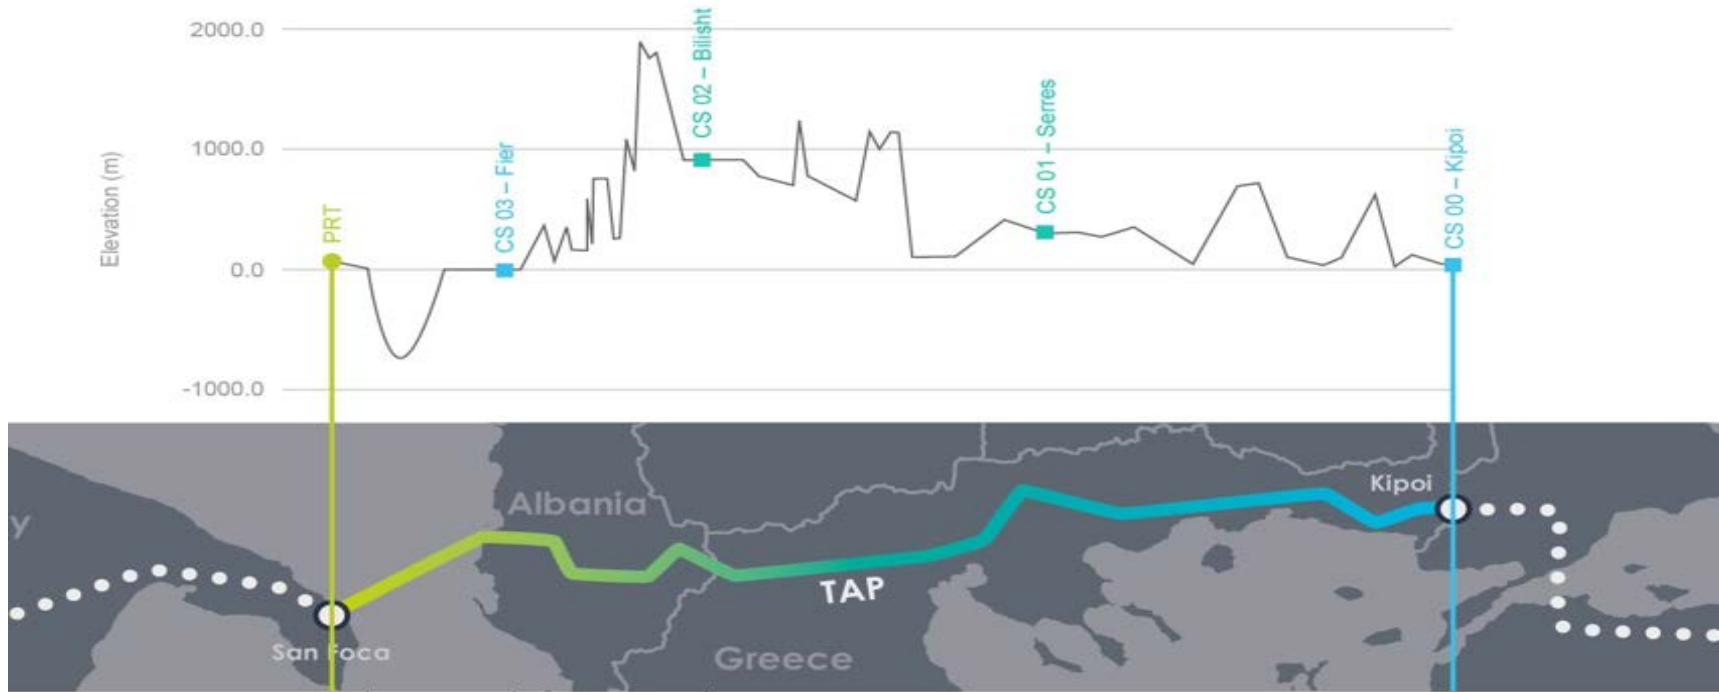 2000.0
1000.0
0.0
-1000.0
Elevation (m)
PRT
CS 03 – Fier
CS 02 – Bilisht
CS 01 – Serres
CS 00 – Kipoi
y
Albania
Kipoi
TAP
San Foca
Greece